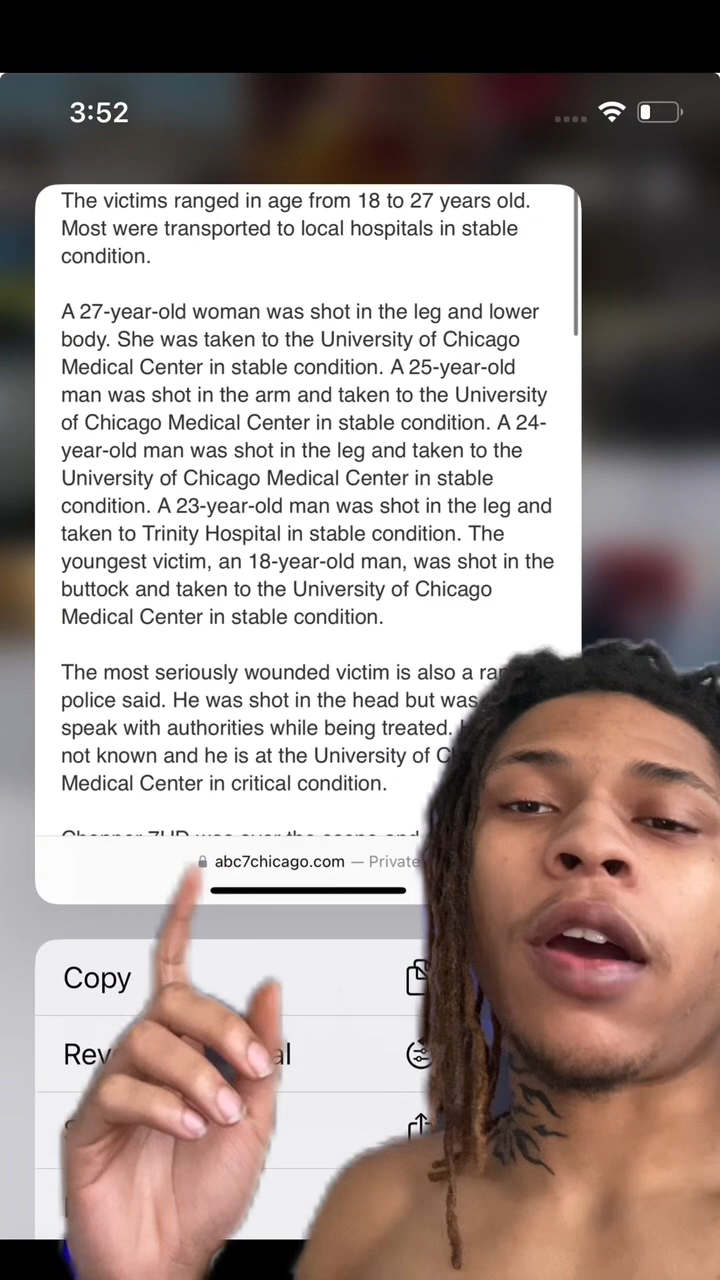 3:52
The victims ranged in age from 18 to 27 years old.
Most were transported to local hospitals in stable
condition.
A 27-year-old woman was shot in the leg and lower
body. She was taken to the University of Chicago
Medical Center in stable condition. A 25-year-old
man was shot in the arm and taken to the University
of Chicago Medical Center in stable condition. A 24-
year-old man was shot in the leg and taken to the
University of Chicago Medical Center in stable
condition. A 23-year-old man was shot in the leg and
taken to Trinity Hospital in stable condition. The
youngest victim, an 18-year-old man, was shot in the
buttock and taken to the University of Chicago
Medical Center in stable condition.
The most seriously wounded victim is also a
police said. He was shot in the head but was
speak with authorities while being treated.
not known and he is at the University of
Medical Center in critical condition.
abc7chicago.com — Private
Copy